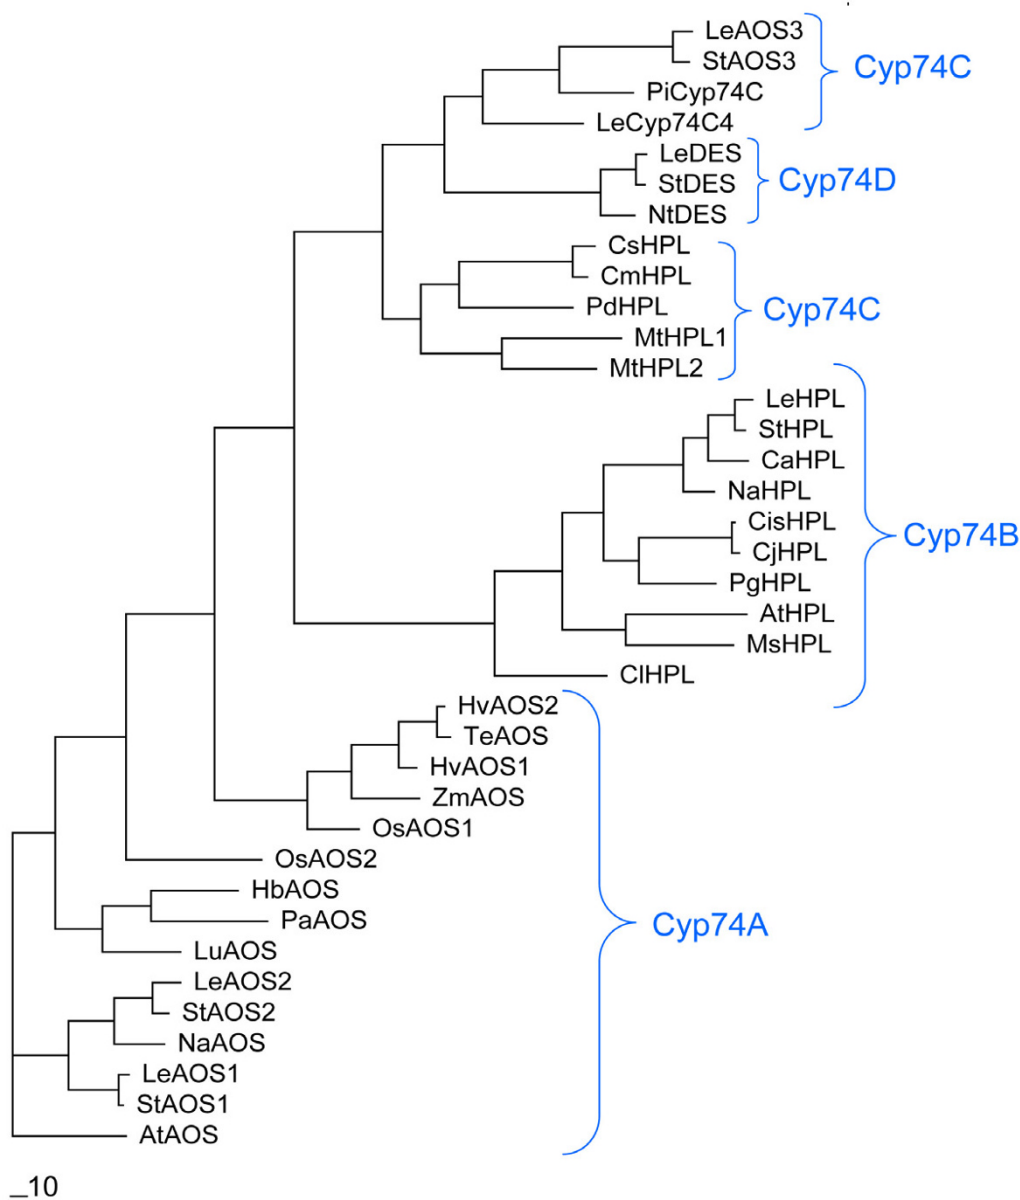 LeAOS3
StAOS3
Cyp74C
PiCyp74C
LeCyp74C4
LeDES
StDES
Cyp74D
NtDES
CsHPL
CmHPL
PdHPL
Cyp74C
MtHPL1
MtHPL2
LeHPL
StHPL
CaHPL
NaHPL
CisHPL
Cyp74B
CjHPL
PgHPL
AtHPL
MsHPL
ClHPL
HvAOS2
TeAOS
HvAOS1
ZmAOS
OsAOS1
OsAOS2
HbAOS
PaAOS
Cyp74A
LuAOS
LeAOS2
StAOS2
NaAOS
LeAOS1
StAOS1
AtAOS
10